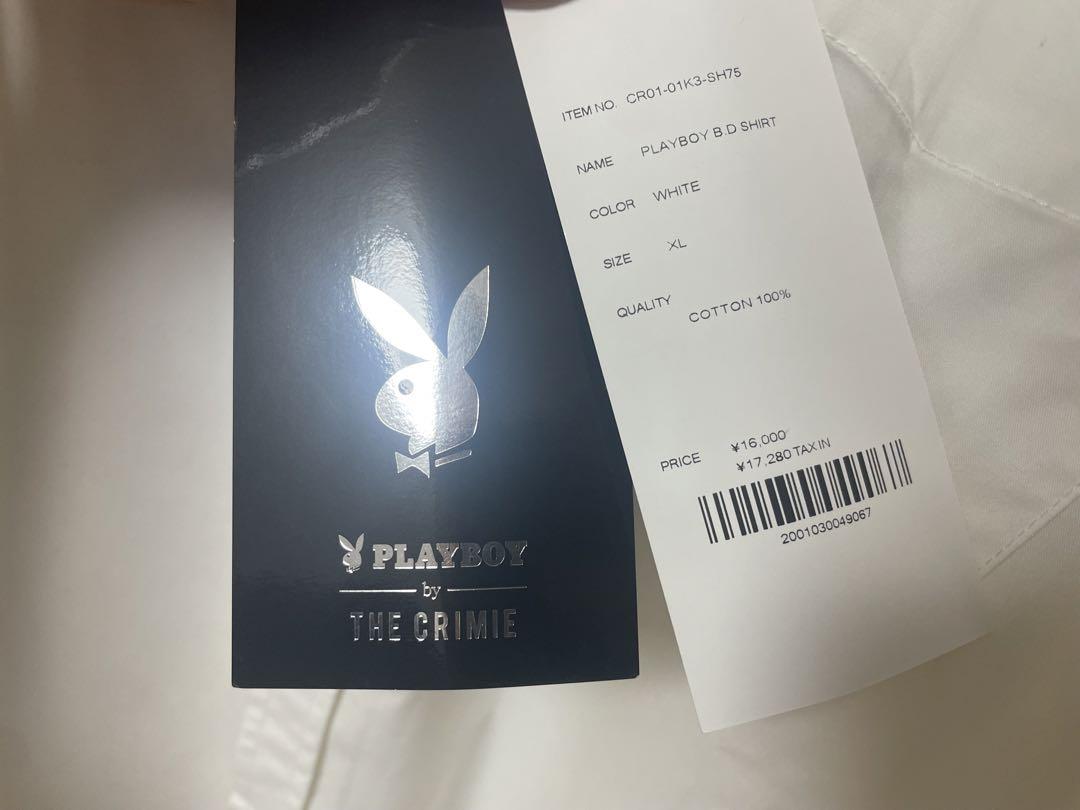 PLAYBOY
by
THE CRIMIE
ITEM NO. CR01-01K3-SH75
NAME PLAYBOY B.D SHIRT
COLOR WHITE
SIZE XL
QUALITY COTTON 100%
PRICE ¥16,000
¥17,280 TAX IN
2001030049067